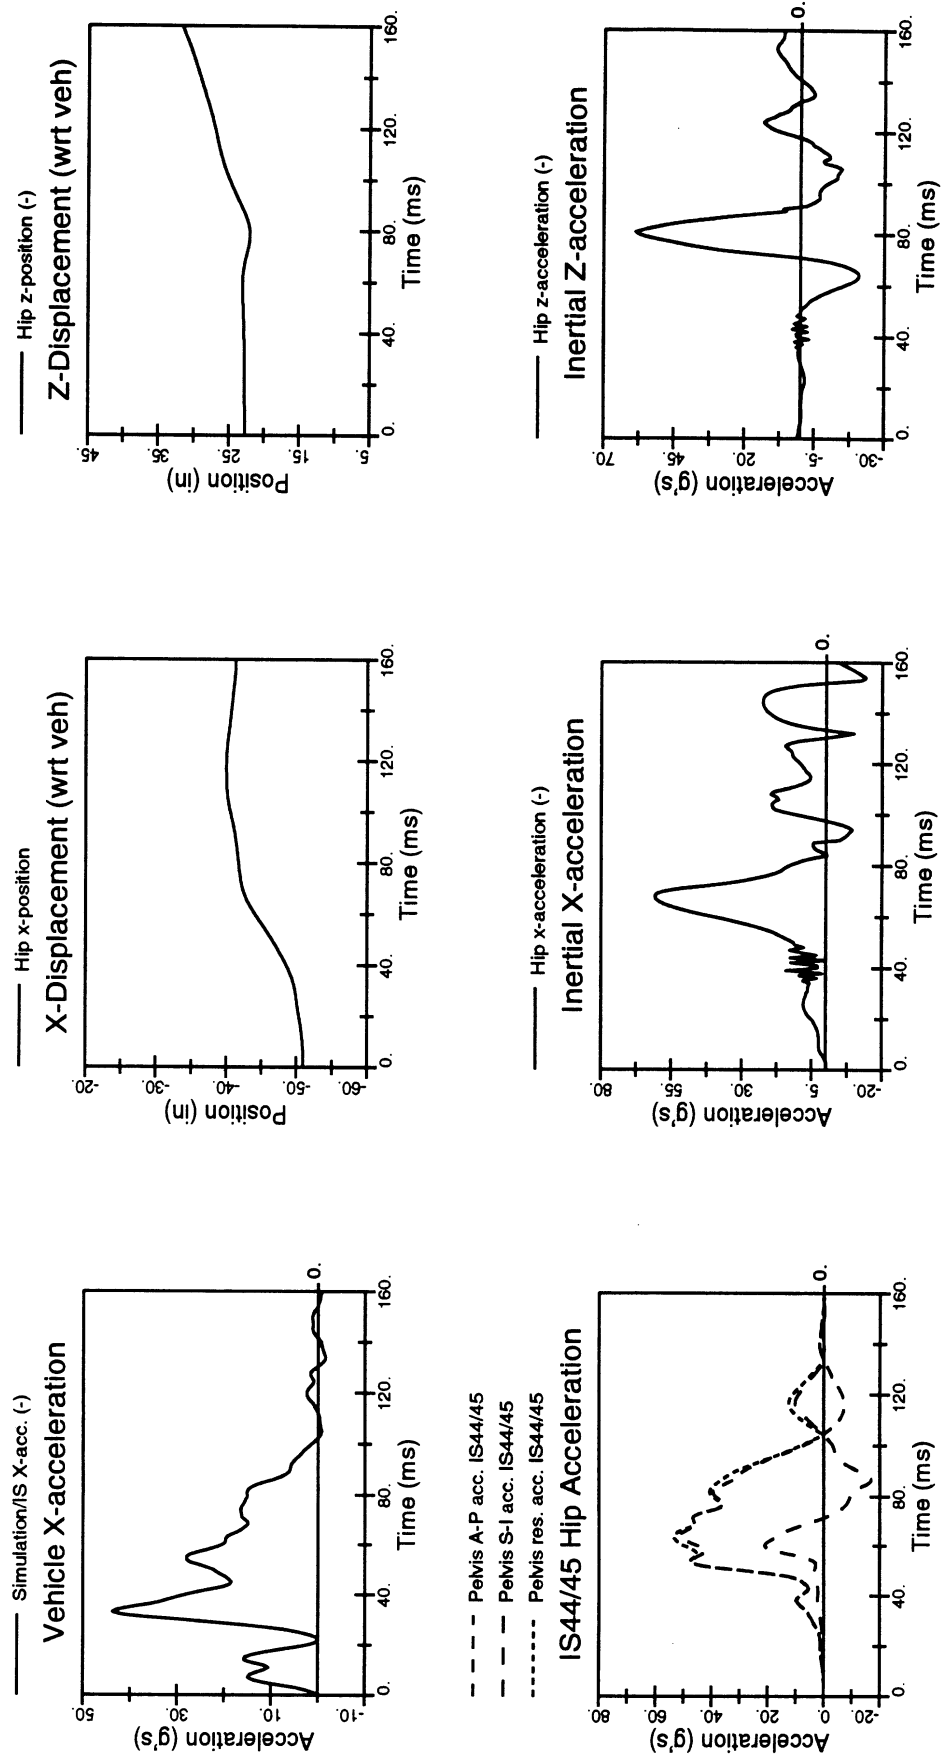 Simulation/IS X-acc. (-)
Vehicle X-acceleration
Acceleration (g's)
50.
30.
10.
-10.
0.
0.
40.
80.
120.
160.
Time (ms)
Hip x-position
X-Displacement (wrt veh)
Position (in)
-20.
-30.
-40.
-50.
-60.
0.
40.
80.
120.
160.
Time (ms)
Hip z-position (-)
Z-Displacement (wrt veh)
Position (in)
45.
35.
25.
15.
5.
0.
40.
80.
120.
160.
Time (ms)
Pelvis A-P acc. IS44/45
Pelvis S-I acc. IS44/45
Pelvis res. acc. IS44/45
IS44/45 Hip Acceleration
Acceleration (g's)
80.
60.
40.
20.
0.
-20.
0.
0.
40.
80.
120.
160.
Time (ms)
Hip x-acceleration (-)
Inertial X-acceleration
Acceleration (g's)
80.
55.
30.
5.
-20.
0.
0.
40.
80.
120.
160.
Time (ms)
Hip z-acceleration (-)
Inertial Z-acceleration
Acceleration (g's)
70.
45.
20.
-5.
-30.
0.
0.
40.
80.
120.
160.
Time (ms)